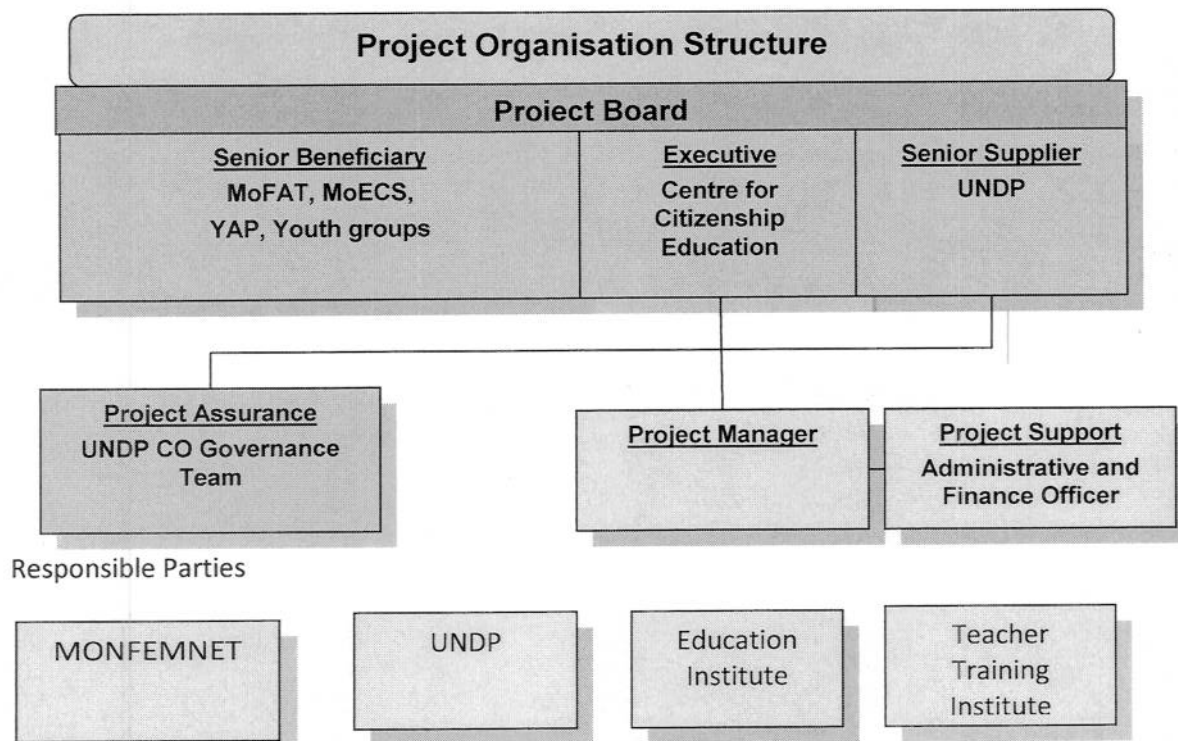 Project Organisation Structure
Project Board
Senior Beneficiary
MoFAT, MoECS,
YAP, Youth groups
Executive
Centre for
Citizenship
Education
Senior Supplier
UNDP
Project Assurance
UNDP CO Governance
Team
Project Manager
Project Support
Administrative and
Finance Officer
Responsible Parties
MONFEMNET
UNDP
Education
Institute
Teacher
Training
Institute